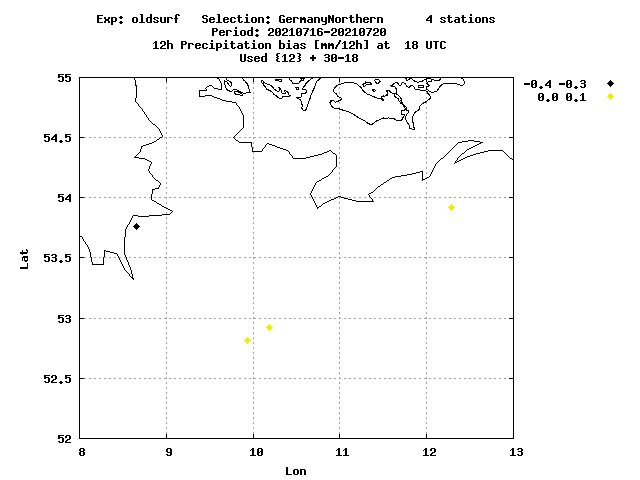 Exp: oldsurf Selection: GermanyNorthern 4 stations
Period: 20210716-20210720
12h Precipitation bias [mm/12h] at 18 UTC
Used {12} + 30-18
-0.4 -0.3
0.0 0.1
55
54.5
54
53.5
53
52.5
52
Lat
8 9 10 11 12 13
Lon